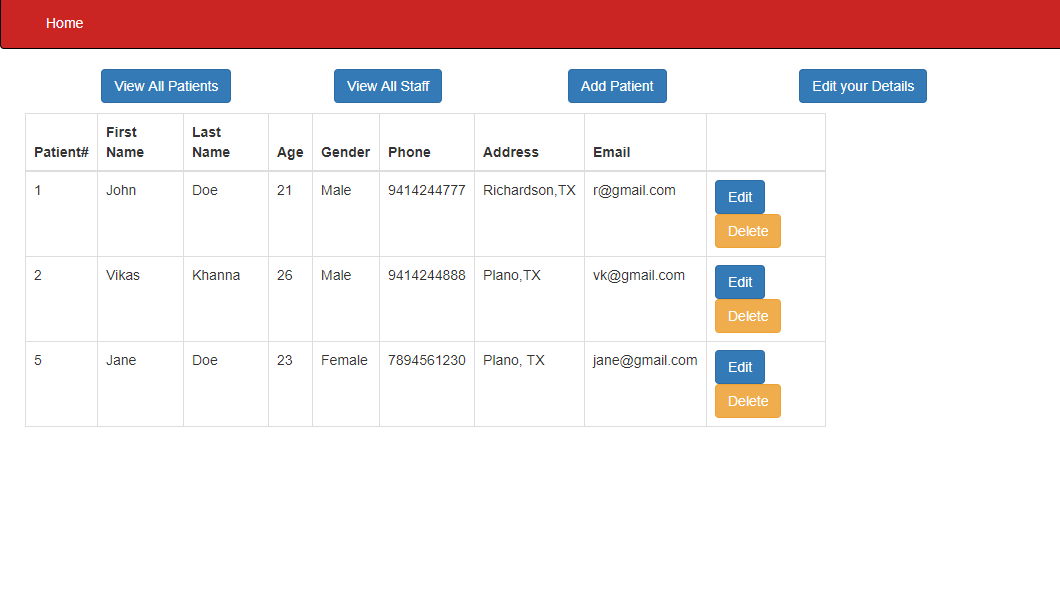 Home
View All Patients View All Staff Add Patient Edit your Details
Patient# First Name Last Name Age Gender Phone Address Email
1 John Doe 21 Male 9414244777 Richardson,TX r@gmail.com Edit
Delete
2 Vikas Khanna 26 Male 9414244888 Plano,TX vk@gmail.com Edit
Delete
5 Jane Doe 23 Female 7894561230 Plano, TX jane@gmail.com Edit
Delete